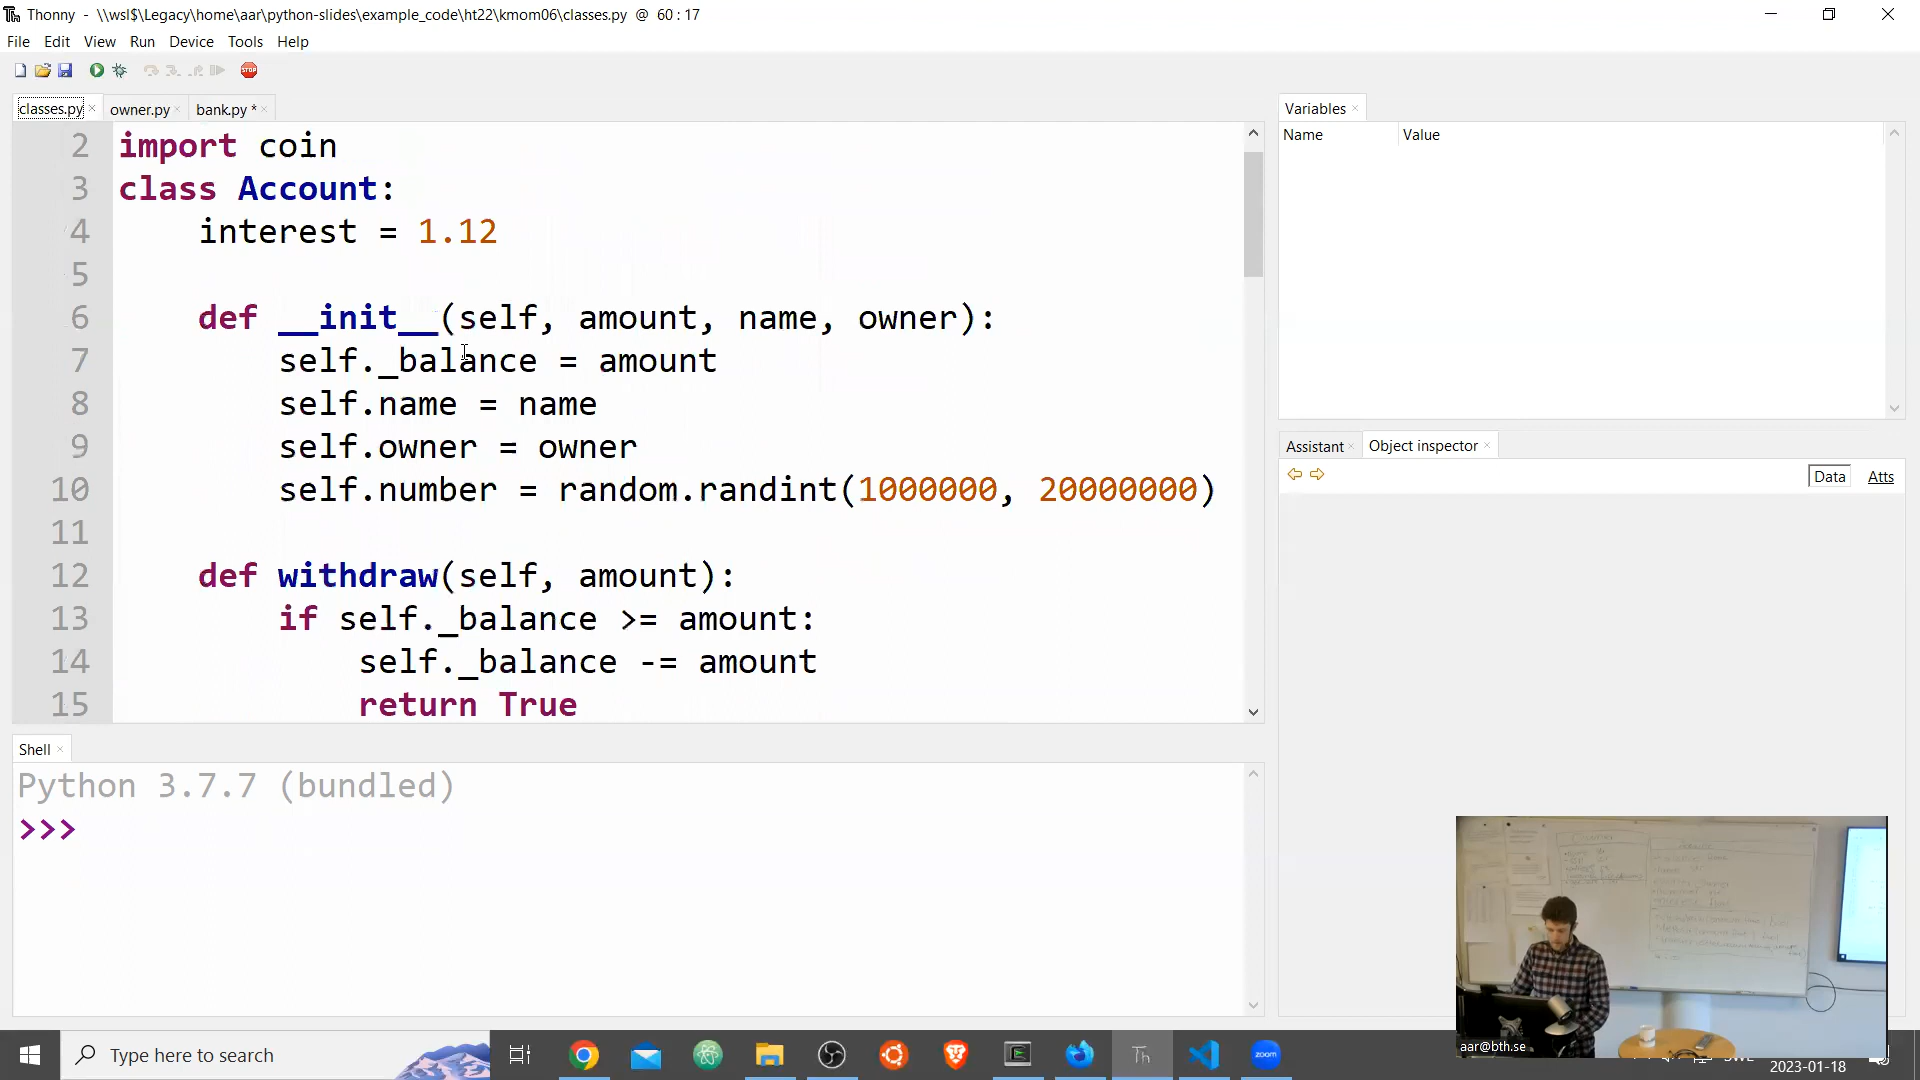 Thonny - \\wsl$\Legacy\home\aar\python-slides\example_code\ht22\kmom06\classes.py @ 60 : 17
File Edit View Run Device Tools Help
STOP
classes.py owner.py bank.py *
2 import coin
3 class Account:
4 interest = 1.12
5
6 def __init__(self, amount, name, owner):
7 self._balance = amount
8 self.name = name
9 self.owner = owner
10 self.number = random.randint(1000000, 20000000)
11
12 def withdraw(self, amount):
13 if self._balance >= amount:
14 self._balance -= amount
15 return True
Variables
Name Value
Assistant Object inspector
Data Atts
Shell
Python 3.7.7 (bundled)
>>>
aar@bth.se
Type here to search
Th
zoom
2023-01-18